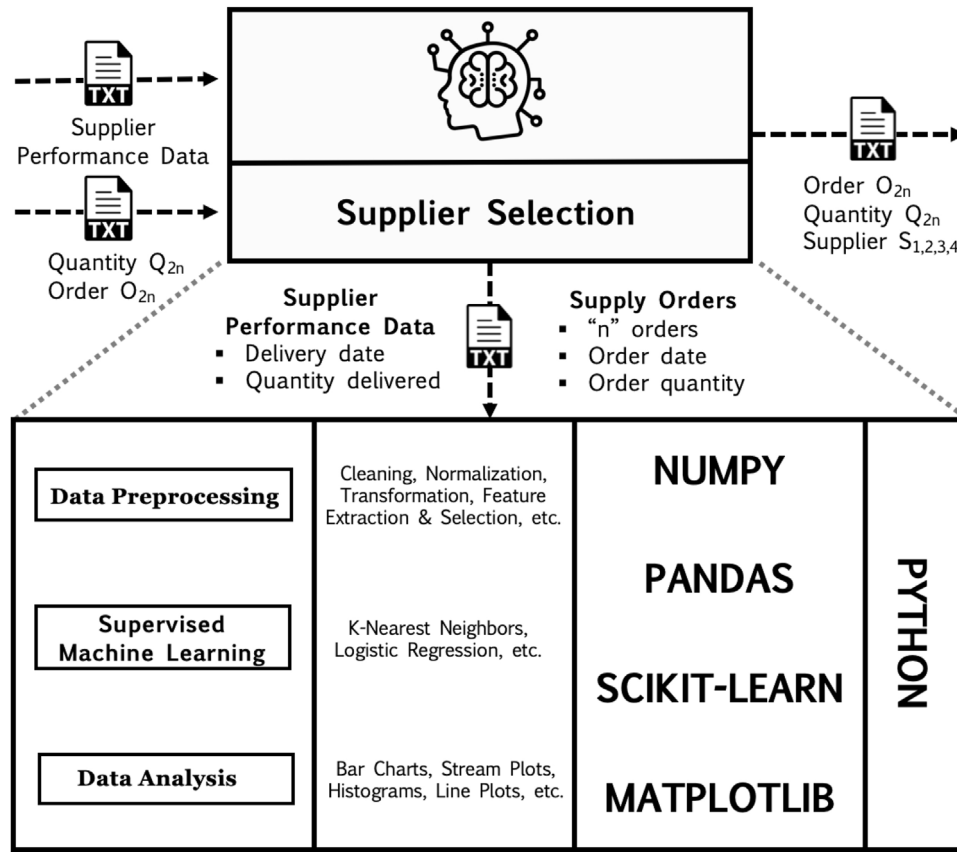 TXT
Supplier
Performance Data
TXT
Quantity Q2n
Order O2n
Supplier Selection
TXT
Order O2n
Quantity Q2n
Supplier S1,2,3,4
Supplier
Performance Data
▪ Delivery date
▪ Quantity delivered
TXT
Supply Orders
▪ “n” orders
▪ Order date
▪ Order quantity
Data Preprocessing
Cleaning, Normalization,
Transformation, Feature
Extraction & Selection, etc.
Supervised
Machine Learning
K-Nearest Neighbors,
Logistic Regression, etc.
Data Analysis
Bar Charts, Stream Plots,
Histograms, Line Plots, etc.
NUMPY
PANDAS
SCIKIT-LEARN
MATPLOTLIB
PYTHON